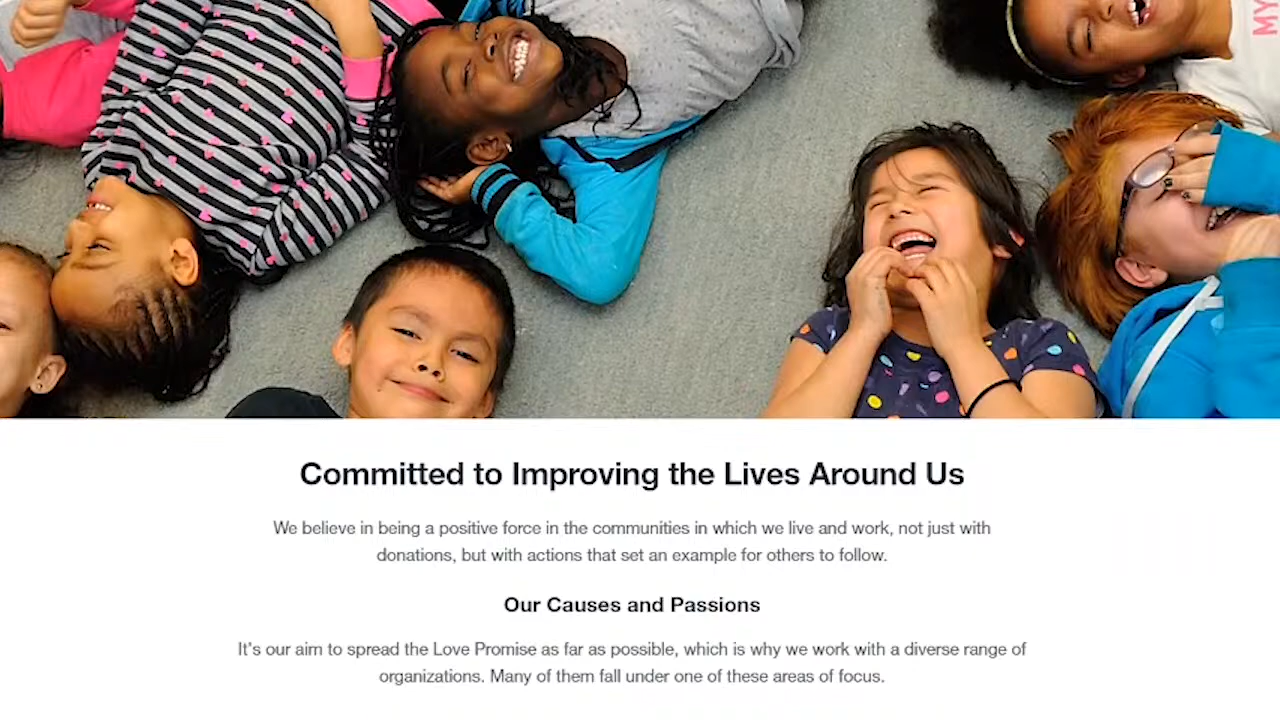 MY
Committed to Improving the Lives Around Us
We believe in being a positive force in the communities in which we live and work, not just with
donations, but with actions that set an example for others to follow.
Our Causes and Passions
It's our aim to spread the Love Promise as far as possible, which is why we work with a diverse range of
organizations. Many of them fall under one of these areas of focus.